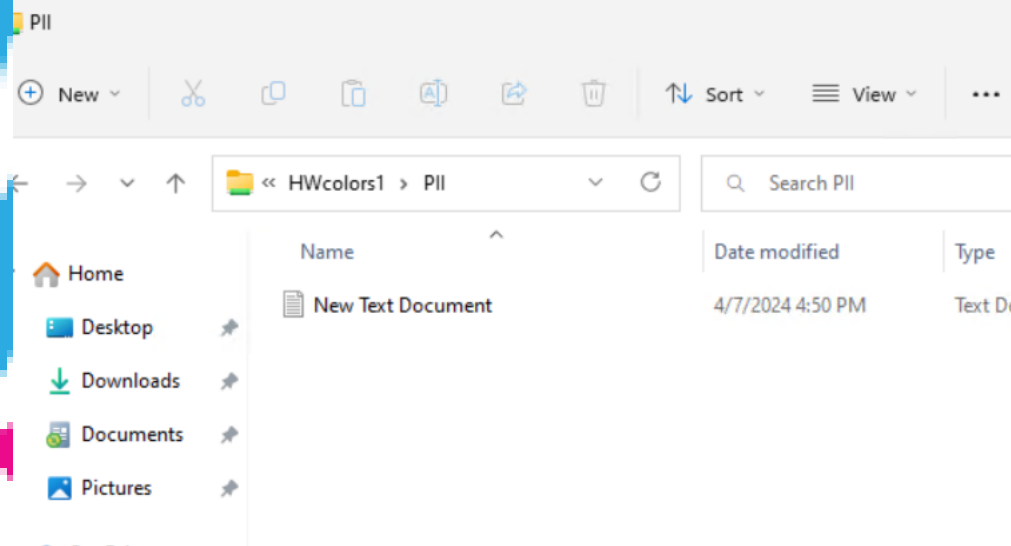 PII
New Sort View ...
« HWcolors1 > PII Search PII
Name Date modified Type
Home
New Text Document 4/7/2024 4:50 PM Text
Desktop
Downloads
Documents
Pictures